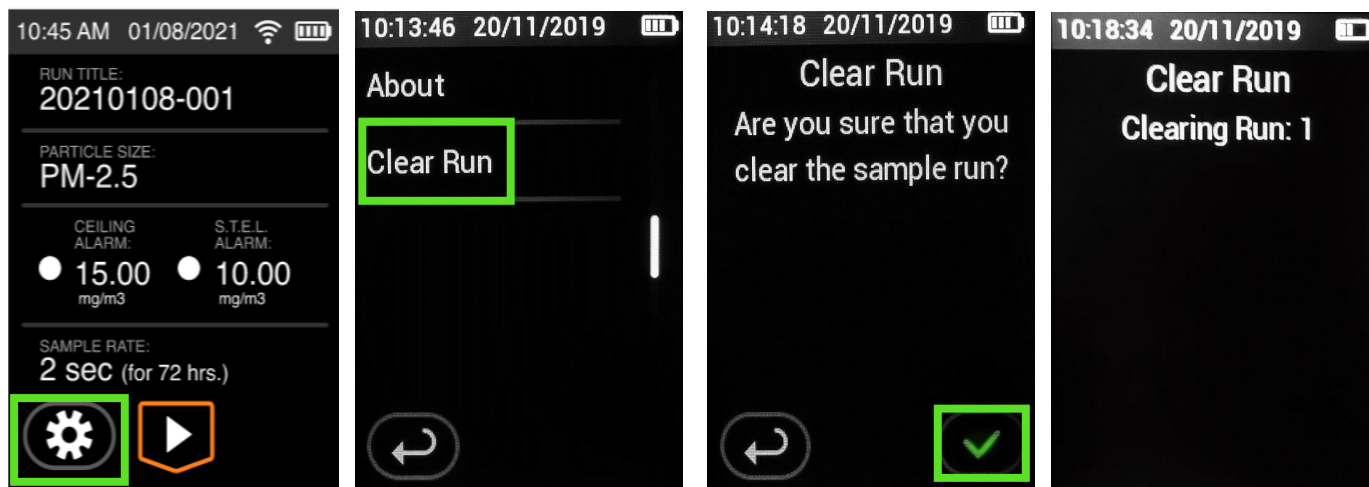 10:45 AM 01/08/2021
RUN TITLE:
20210108-001
PARTICLE SIZE:
PM-2.5
CEILING
ALARM:
15.00
mg/m3
S.T.E.L.
ALARM:
10.00
mg/m3
SAMPLE RATE:
2 sec (for 72 hrs.)
10:13:46 20/11/2019
About
Clear Run
10:14:18 20/11/2019
Clear Run
Are you sure that you
clear the sample run?
10:18:34 20/11/2019
Clear Run
Clearing Run: 1